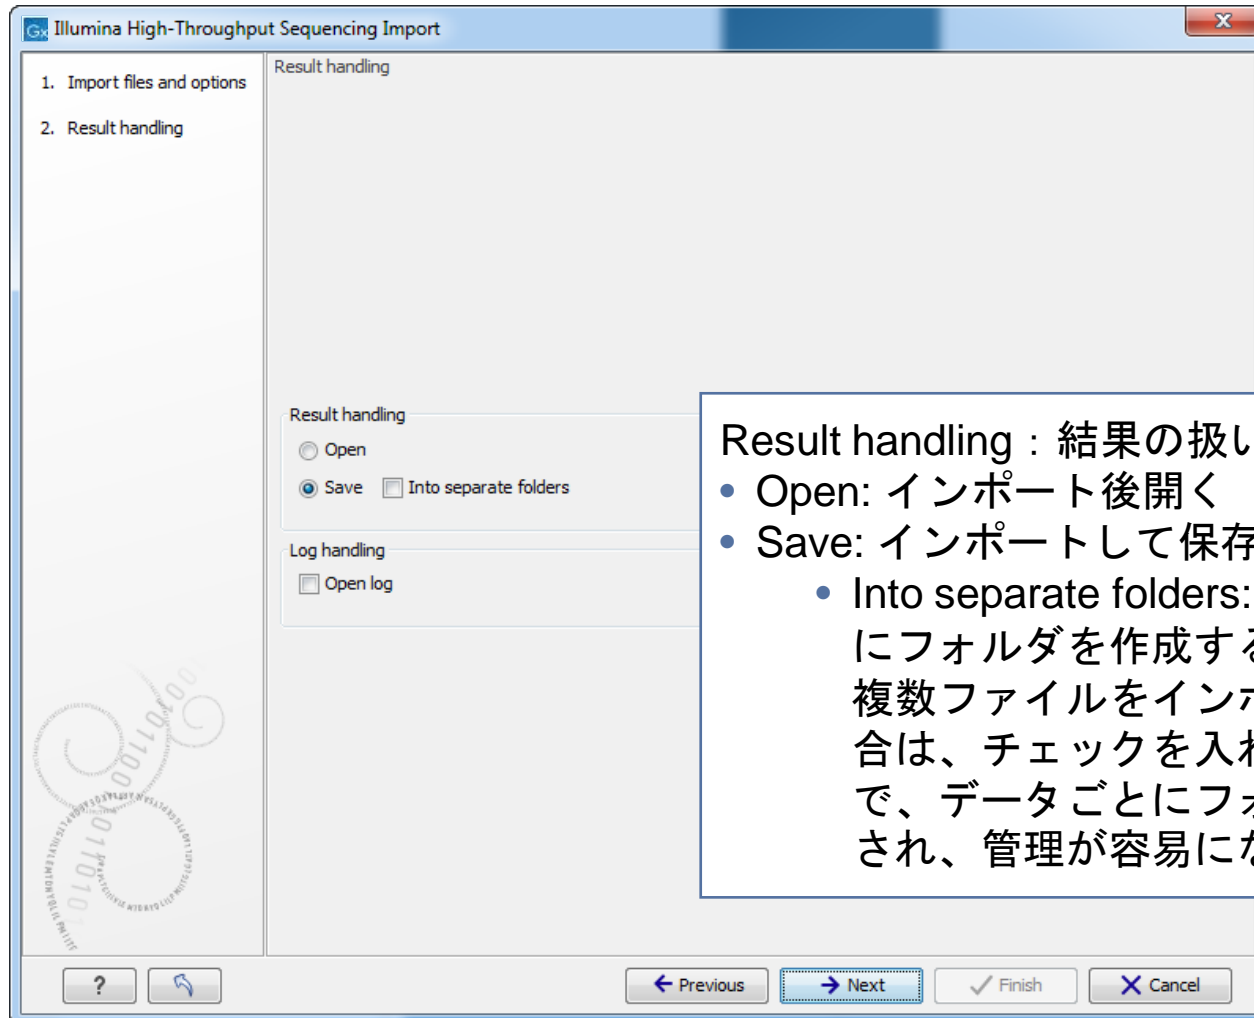 Gx Illumina High-Throughput Sequencing Import
1. Import files and options
2. Result handling
Result handling
Result handling
Open
Save Into separate folders
Log handling
Open log
Result handling：結果の扱い
• Open: インポート後開く
• Save: インポートして保存
• Into separate folders:
にフォルダを作成する
複数ファイルをインポ
合は、チェックを入れ
で、データごとにフォ
され、管理が容易にな
?
Previous
Next
Finish
Cancel